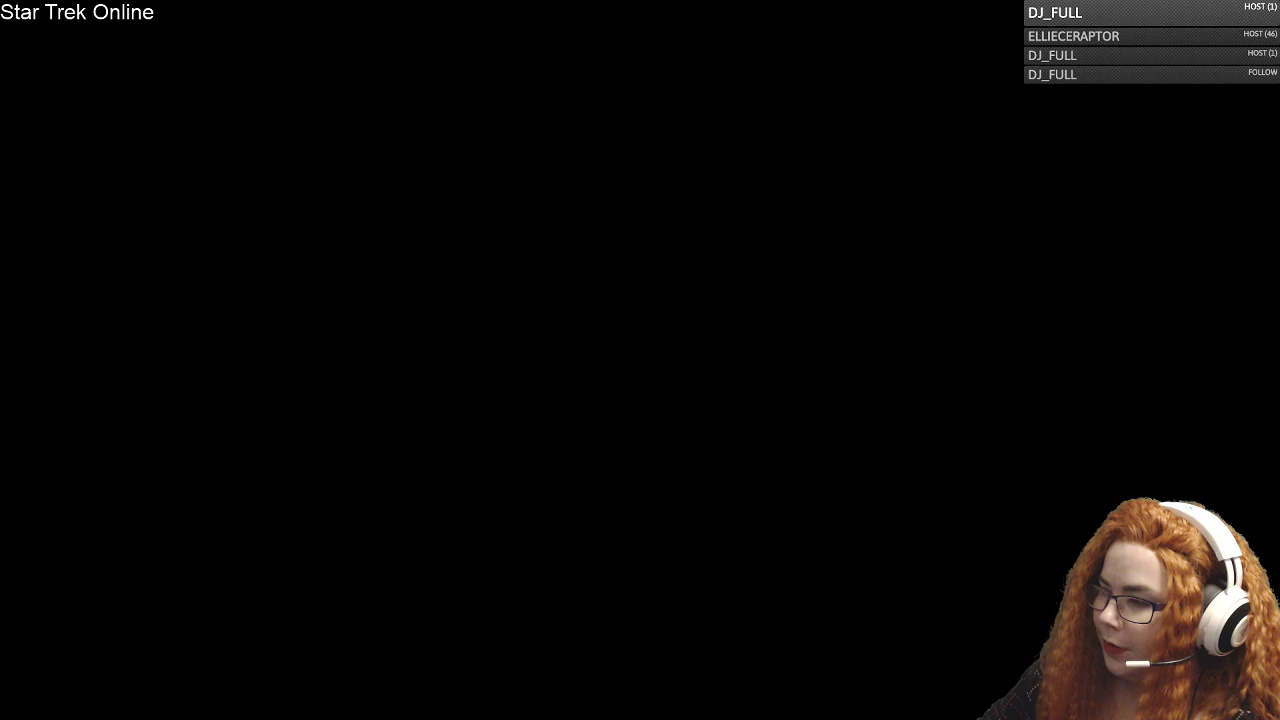 Star Trek Online
DJ_FULL HOST (1)
ELLIECERAPTOR HOST (46)
DJ_FULL HOST (1)
DJ_FULL FOLLOW